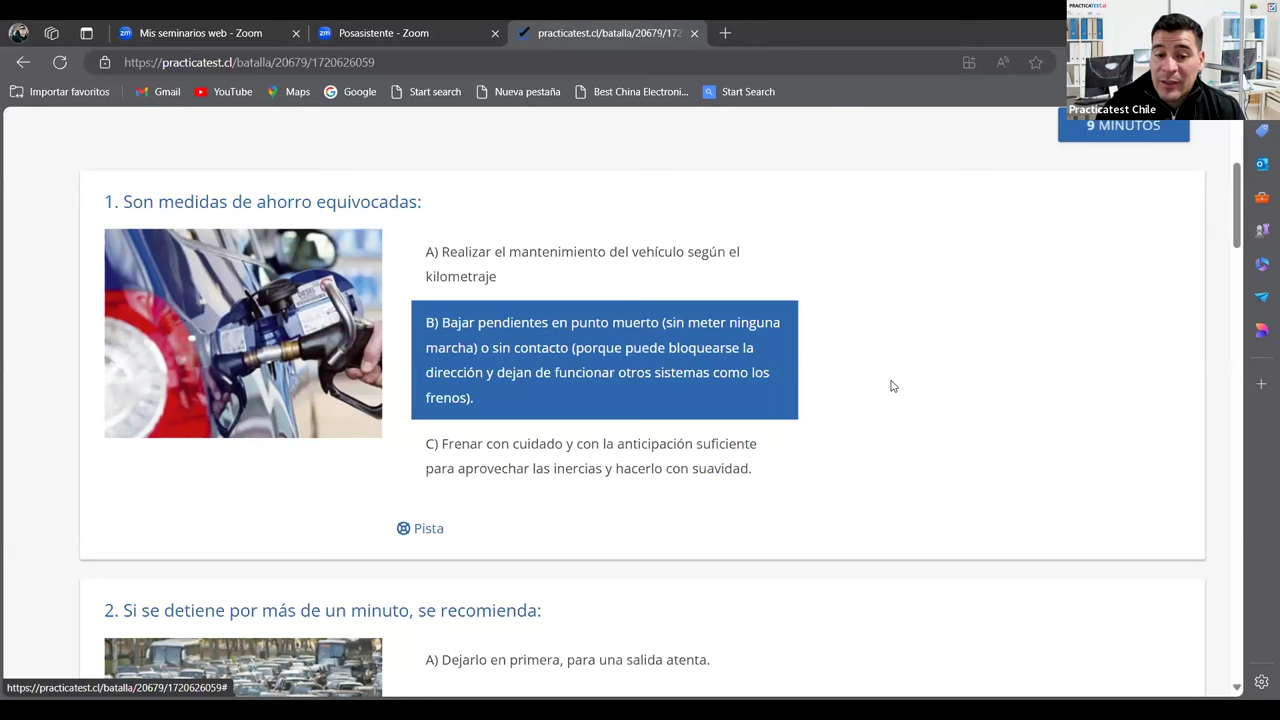 Mis seminarios web - Zoom
Posasistente - Zoom
practicatest.cl/batalla/20679/172
PRACTICATEST.cl
https://practicatest.cl/batalla/20679/1720626059
Importar favoritos
Gmail
YouTube
Maps
Google
Start search
Nueva pestaña
Best China Electroni...
Start Search
Practicatest Chile
9 MINUTOS
1. Son medidas de ahorro equivocadas:
A) Realizar el mantenimiento del vehículo según el
kilometraje
B) Bajar pendientes en punto muerto (sin meter ninguna
marcha) o sin contacto (porque puede bloquearse la
dirección y dejan de funcionar otros sistemas como los
frenos).
C) Frenar con cuidado y con la anticipación suficiente
para aprovechar las inercias y hacerlo con suavidad.
Pista
2. Si se detiene por más de un minuto, se recomienda:
A) Dejarlo en primera, para una salida atenta.
https://practicatest.cl/batalla/20679/1720626059#